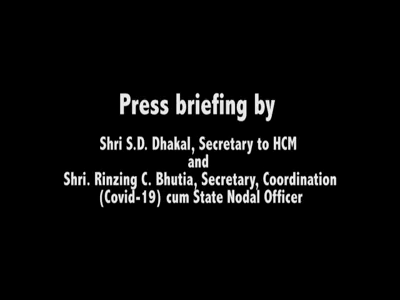 Press briefing by
Shri S.D. Dhakal, Secretary to HCM
and
Shri. Rinzing C. Bhutia, Secretary, Coordination
(Covid-19) cum State Nodal Officer